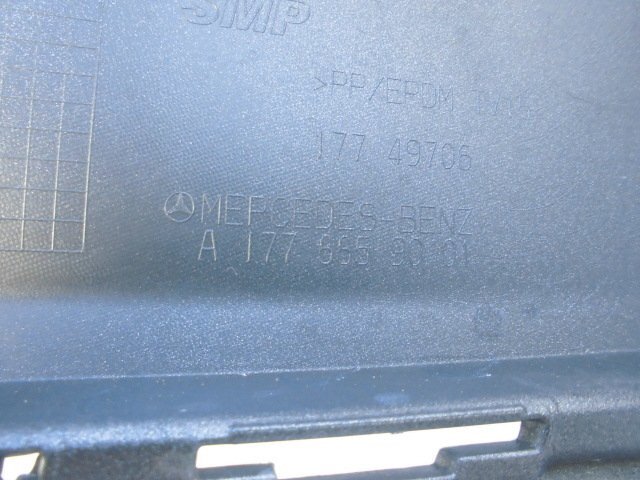 SMP
>PP/EPDM
177 49706
MERCEDES-BENZ
A 177 885 90 01